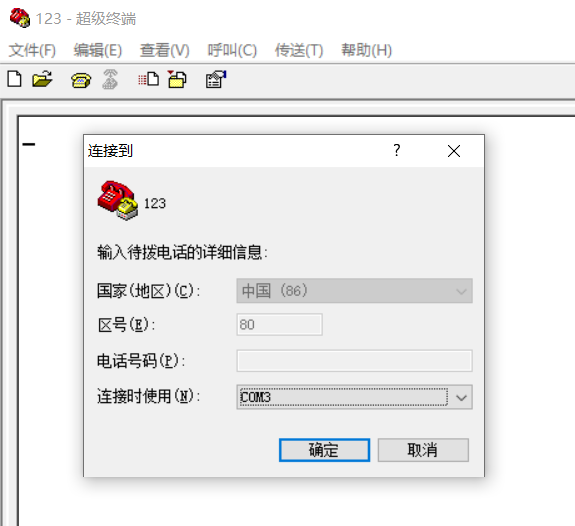 123 - 超级终端
文件(F) 编辑(E) 查看(V) 呼叫(C) 传送(T) 帮助(H)
连接到 ?
123
输入待拨电话的详细信息:
国家(地区)(C): 中国 (86)
区号(E): 80
电话号码(P):
连接时使用(N): COM3
确定 取消